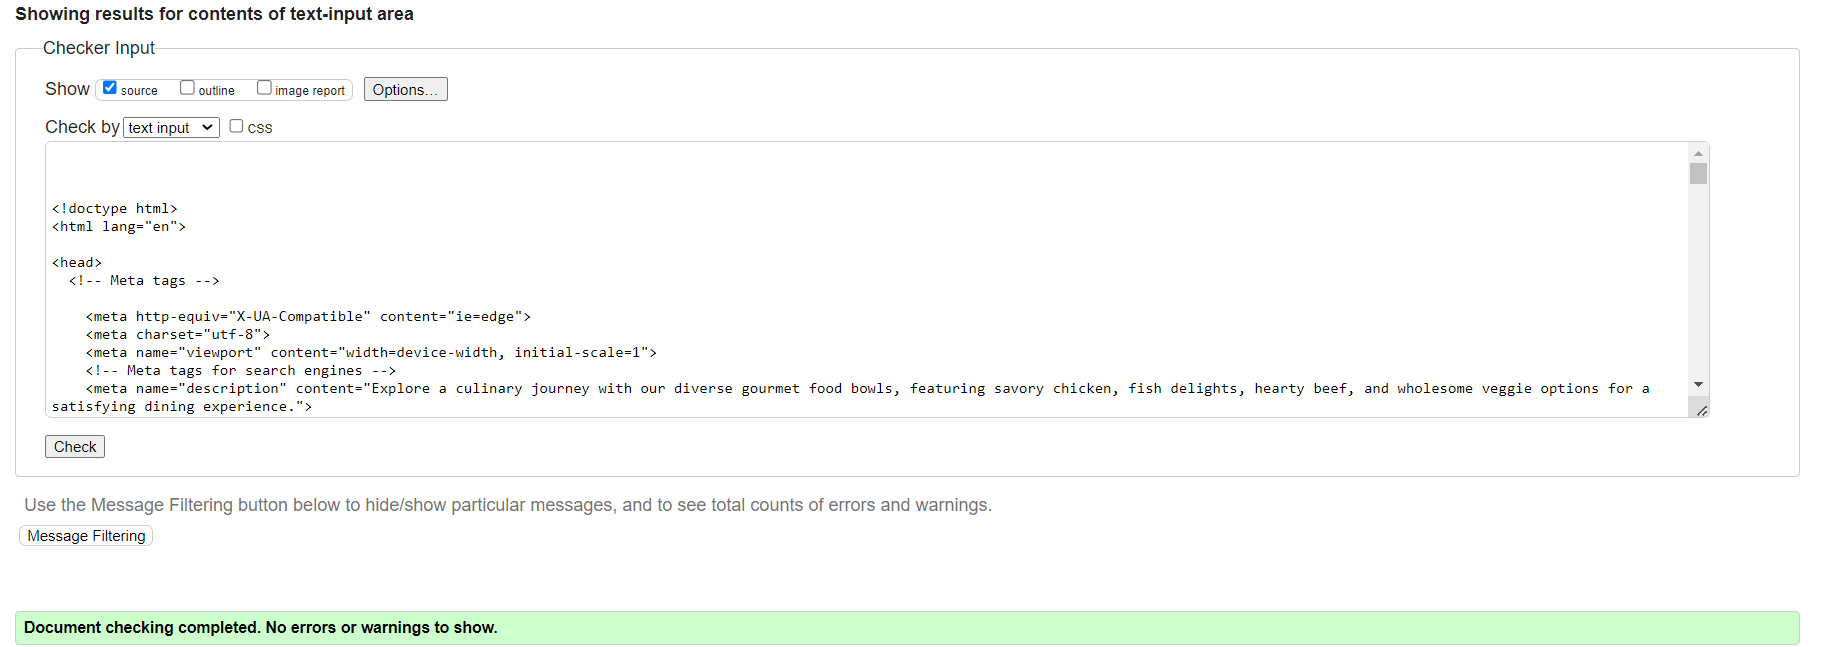 Showing results for contents of text-input area
Checker Input
Show source outline image report Options...
Check by text input css
<!doctype html>
<html lang="en">
<head>
<!-- Meta tags -->
<meta http-equiv="X-UA-Compatible" content="ie=edge">
<meta charset="utf-8">
<meta name="viewport" content="width=device-width, initial-scale=1">
<!-- Meta tags for search engines -->
<meta name="description" content="Explore a culinary journey with our diverse gourmet food bowls, featuring savory chicken, fish delights, hearty beef, and wholesome veggie options for a
satisfying dining experience.">
Check
Use the Message Filtering button below to hide/show particular messages, and to see total counts of errors and warnings.
Message Filtering
Document checking completed. No errors or warnings to show.